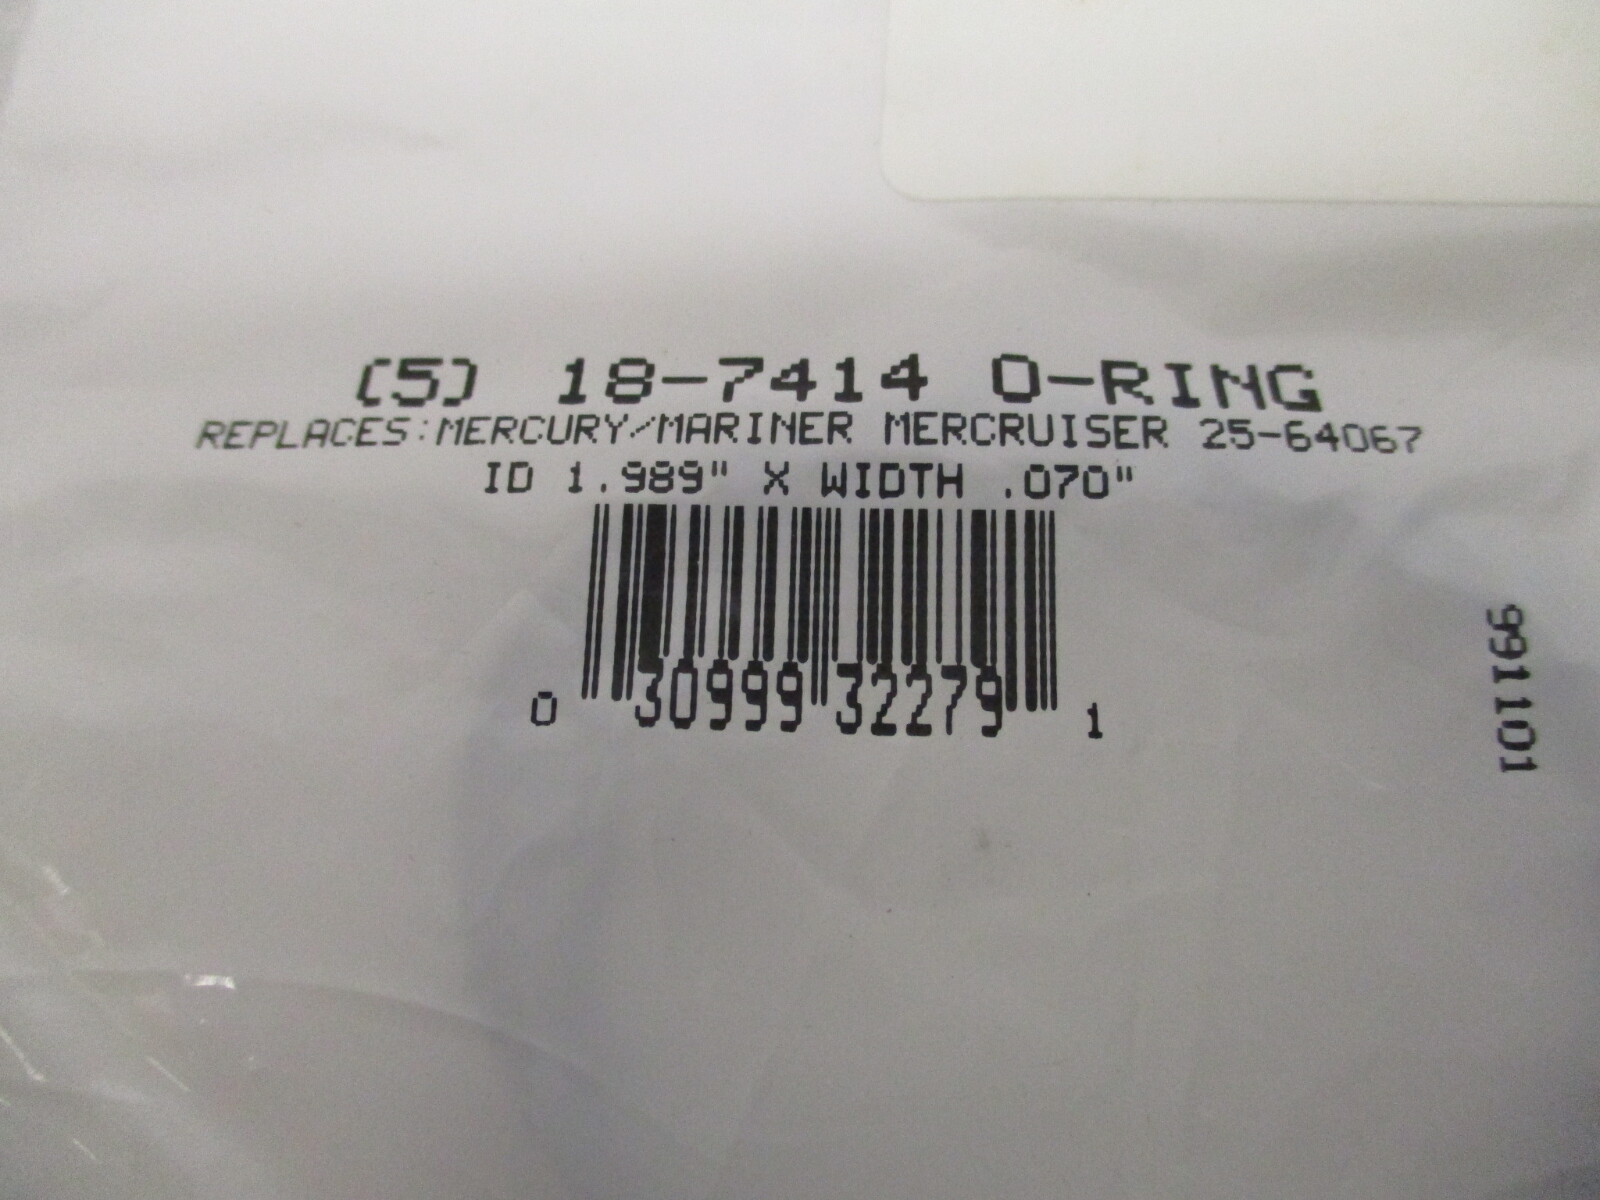 (5) 18-7414 O-RING
REPLACES:MERCURY/MARINER MERCRUISER 25-64067
ID 1.989" X WIDTH .070"
0 30999 32279 1
991101